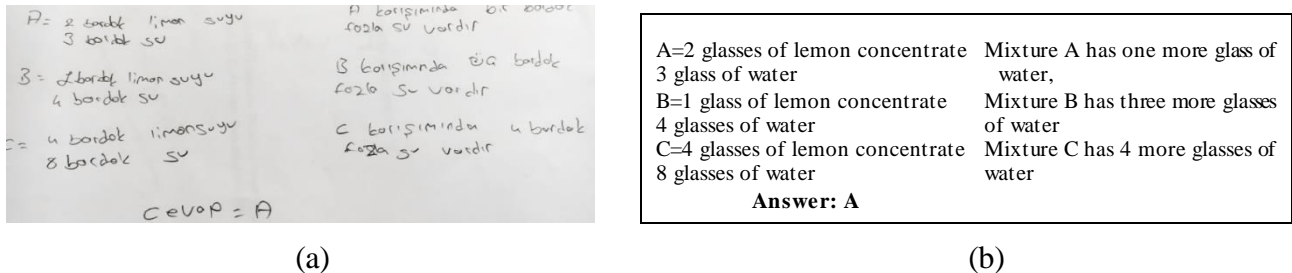 A= 2 bardak limon suyu
3 bardak su
A karışımında bir bardak
fazla su vardır
B= 1 bardak limon suyu
4 bardak su
B karışımnda üç bardak
fazla su vardır
C= 4 bardak limonsuyu
8 bardak su
C karışımında 4 bardak
fazla su vardır
Cevap = A
(a)
A=2 glasses of lemon concentrate
3 glass of water
B=1 glass of lemon concentrate
4 glasses of water
C=4 glasses of lemon concentrate
8 glasses of water
Mixture A has one more glass of
water,
Mixture B has three more glasses
of water
Mixture C has 4 more glasses of
water
Answer: A
(b)